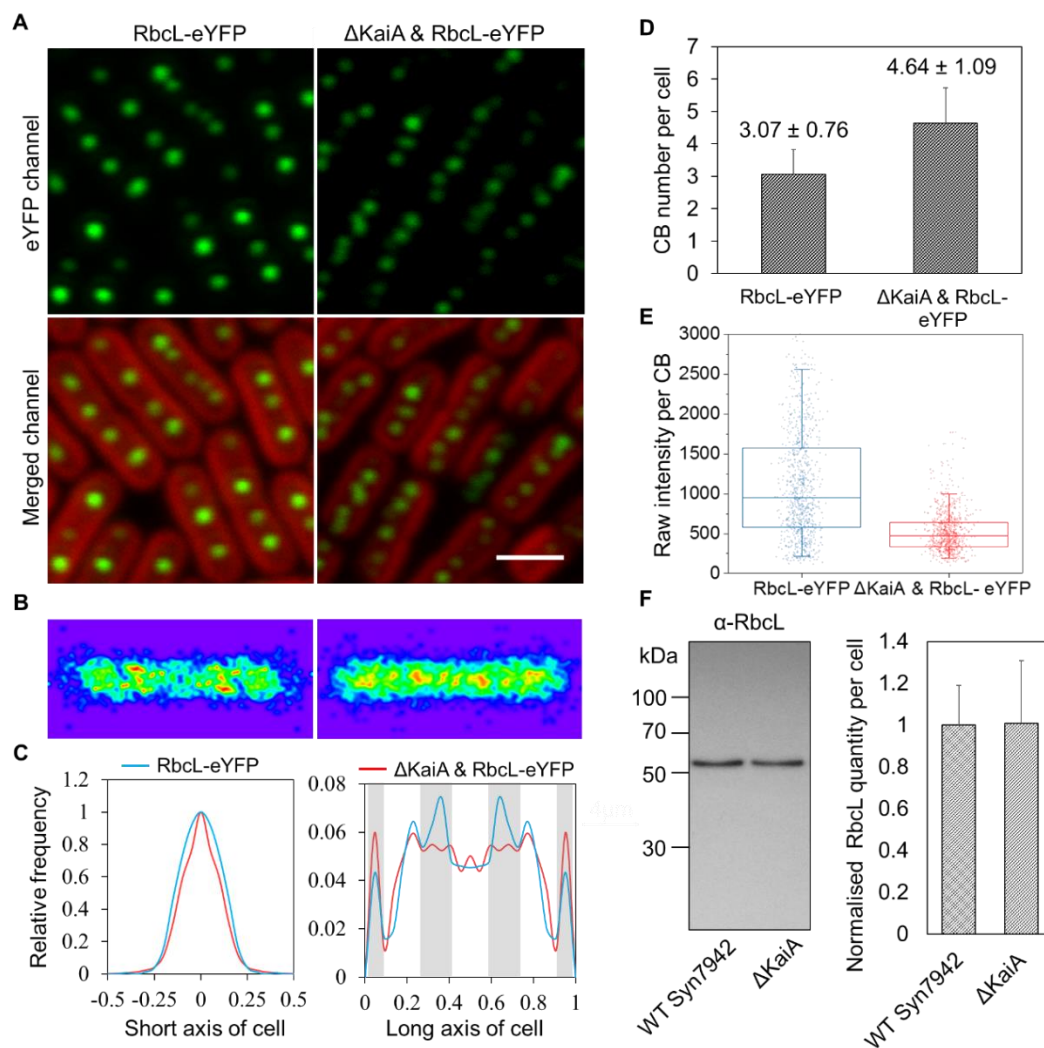 A
RbcL-eYFP
ΔKaiA & RbcL-eYFP
eYFP channel
Merged channel
B
C
RbcL-eYFP
ΔKaiA & RbcL-eYFP
Relative frequency
1.2
1
0.8
0.6
0.4
0.2
0
-0.5
-0.25
0
0.25
0.5
Short axis of cell
0.08
0.06
0.04
0.02
0
0
0.2
0.4
0.6
0.8
1
Long axis of cell
4μm
D
CB number per cell
7
6
5
4
3
2
1
0
3.07 ± 0.76
4.64 ± 1.09
RbcL-eYFP
ΔKaiA & RbcL-
eYFP
E
Raw intensity per CB
3000
2500
2000
1500
1000
500
0
RbcL-eYFP
ΔKaiA & RbcL- eYFP
F
α-RbcL
kDa
100
70
50
30
WT Syn7942
ΔKaiA
Normalised RbcL quantity per cell
1.4
1.2
1
0.8
0.6
0.4
0.2
0
WT Syn7942
ΔKaiA